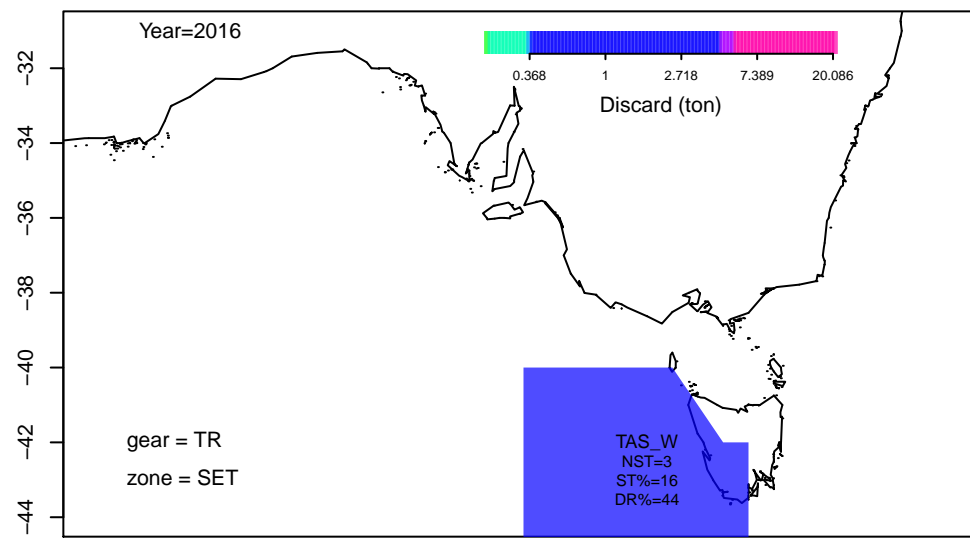 Year=2016
0.368 1 2.718 7.389 20.086
Discard (ton)
−32
−34
−36
−38
−40
−42
−44
gear = TR
zone = SET
TAS_W
NST=3
ST%=16
DR%=44